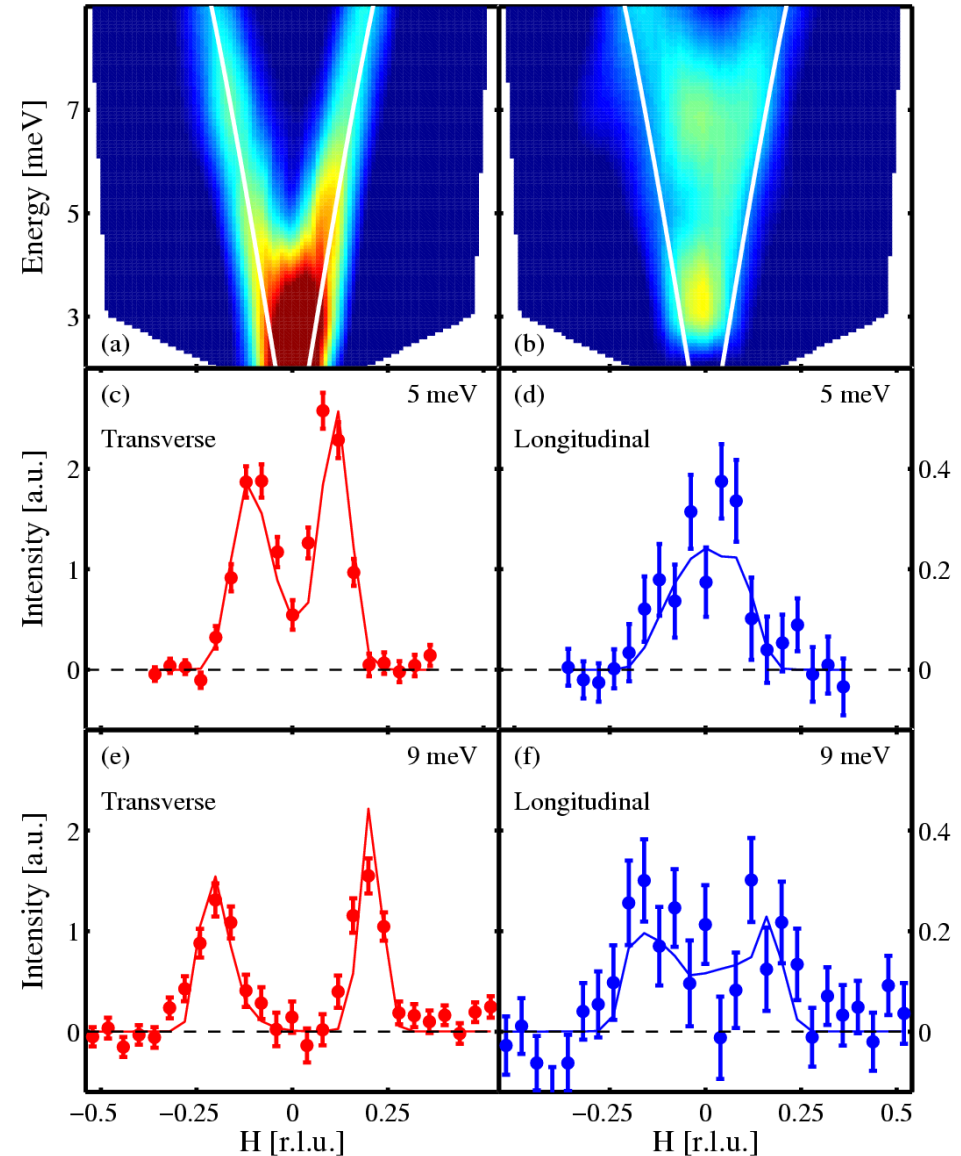 7
5
3
Energy [meV]
(a)
(b)
(c)
5 meV
(d)
5 meV
Transverse
Longitudinal
2
1
0
0.4
0.2
0
Intensity [a.u.]
(e)
9 meV
(f)
9 meV
Transverse
Longitudinal
2
1
0
0.4
0.2
0
Intensity [a.u.]
−0.5
−0.25
0
0.25
−0.25
0
0.25
0.5
H [r.l.u.]
H [r.l.u.]